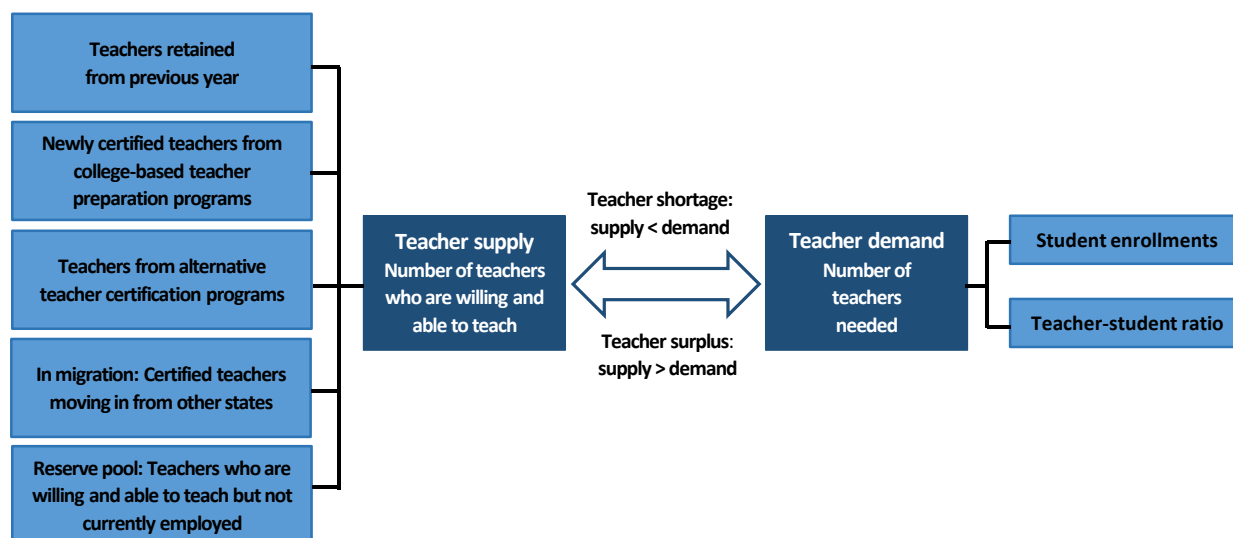 Teachers retained
from previous year
Newly certified teachers from
college-based teacher
preparation programs
Teachers from alternative
teacher certification programs
In migration: Certified teachers
moving in from other states
Reserve pool: Teachers who are
willing and able to teach but not
currently employed
Teacher supply
Number of teachers
who are willing and
able to teach
Teacher shortage:
supply < demand
Teacher surplus:
supply > demand
Teacher demand
Number of
teachers
needed
Student enrollments
Teacher-student ratio